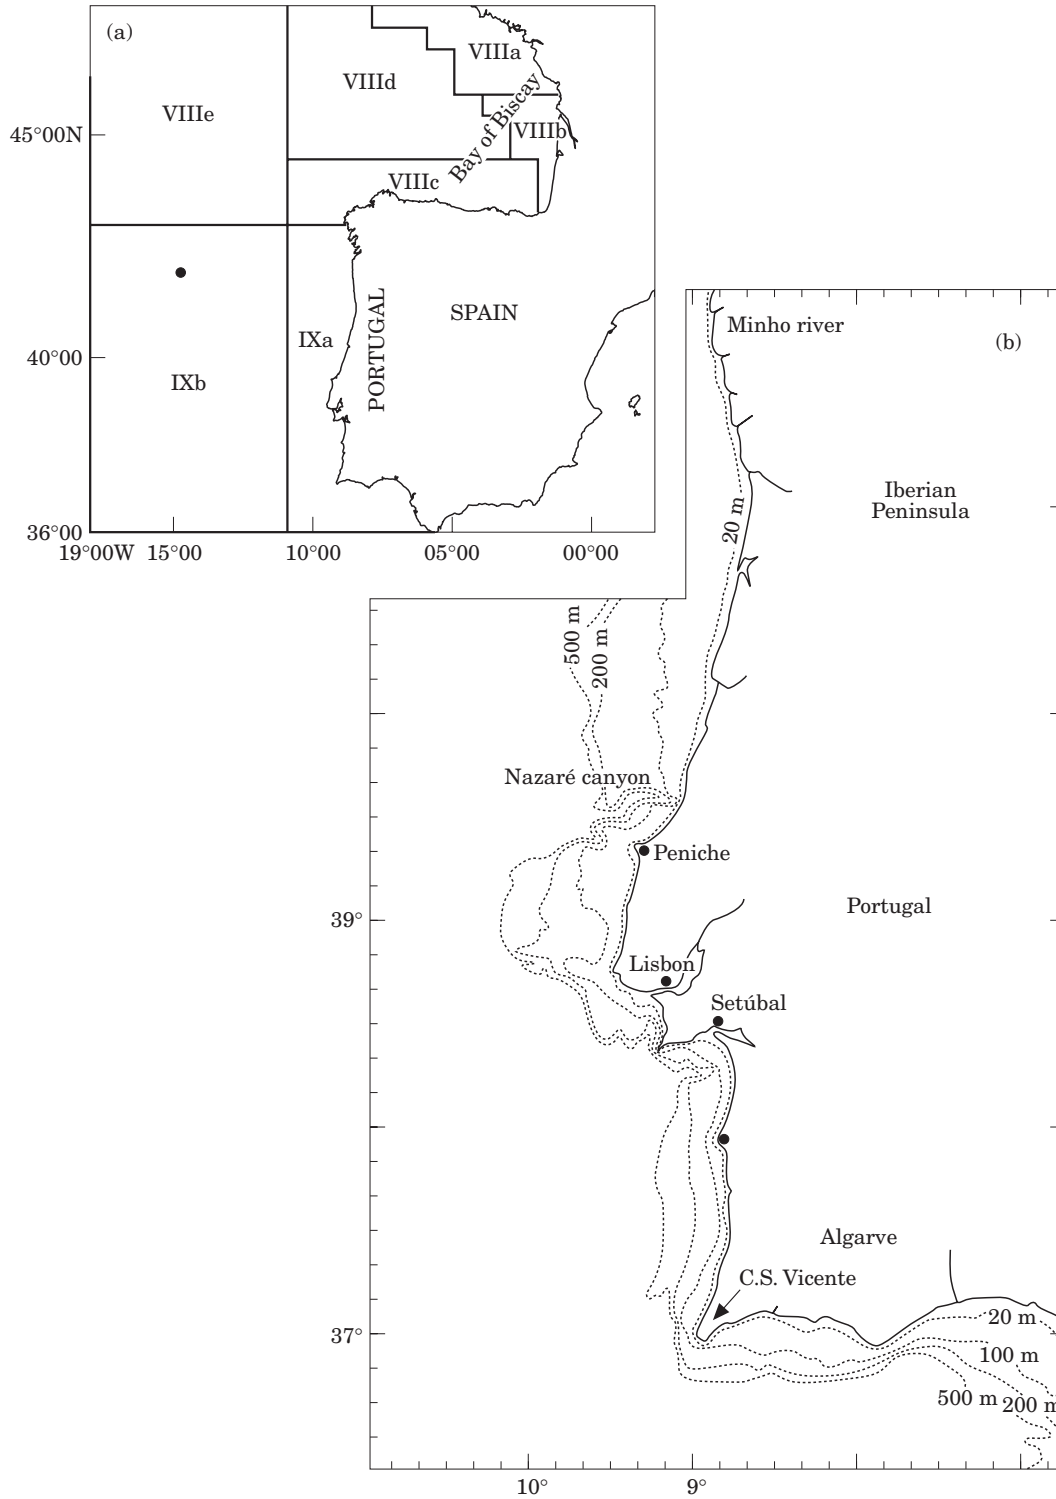 (a)
VIIIa
VIIId
VIIIe
45°00N
Bay of Biscay
VIIIb
VIIIc
PORTUGAL
SPAIN
IXa
40°00
IXb
36°00
19°00W 15°00 10°00 05°00 00°00
Minho river
(b)
Iberian
Peninsula
20 m
500 m
200 m
Nazaré canyon
Peniche
39°
Portugal
Lisbon
Setúbal
Algarve
C.S. Vicente
20 m
37°
100 m
500 m 200 m
10° 9°